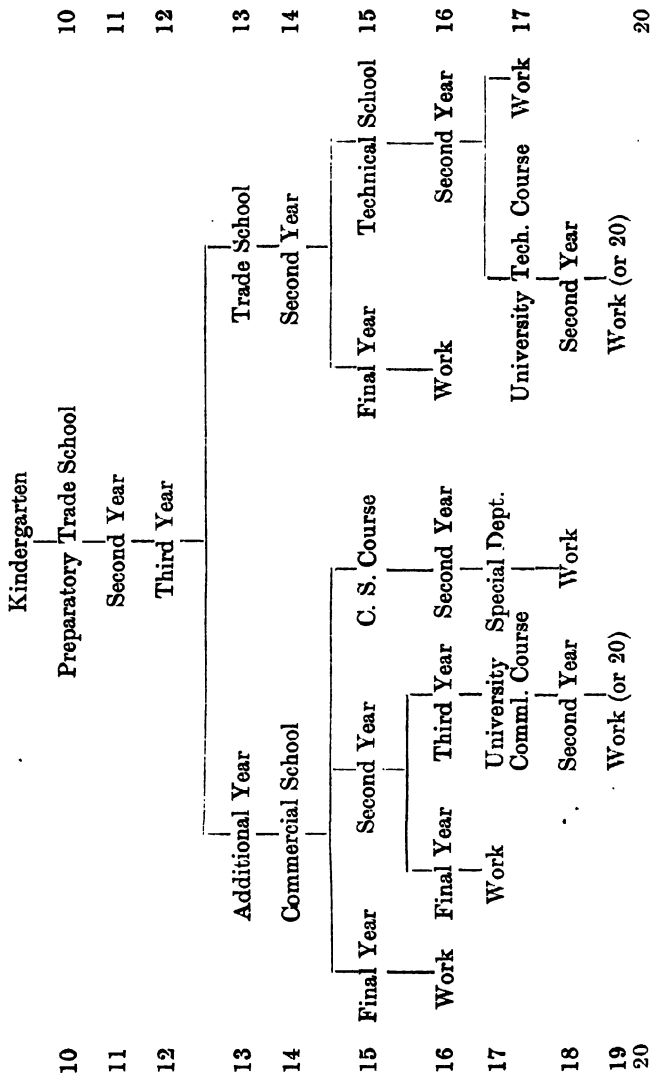 Kindergarten
10 Preparatory Trade School 10
11 Second Year 11
12 Third Year 12
13 Additional Year Trade School 13
14 Commercial School Second Year 14
15 Final Year Second Year C. S. Course Final Year Technical School 15
16 Work Final Year Third Year Second Year Work Second Year 16
17 Work University Special Dept. University Tech. Course Work 17
Comml. Course
18 Second Year Work Second Year
19 Work (or 20) Work (or 20)
20 20